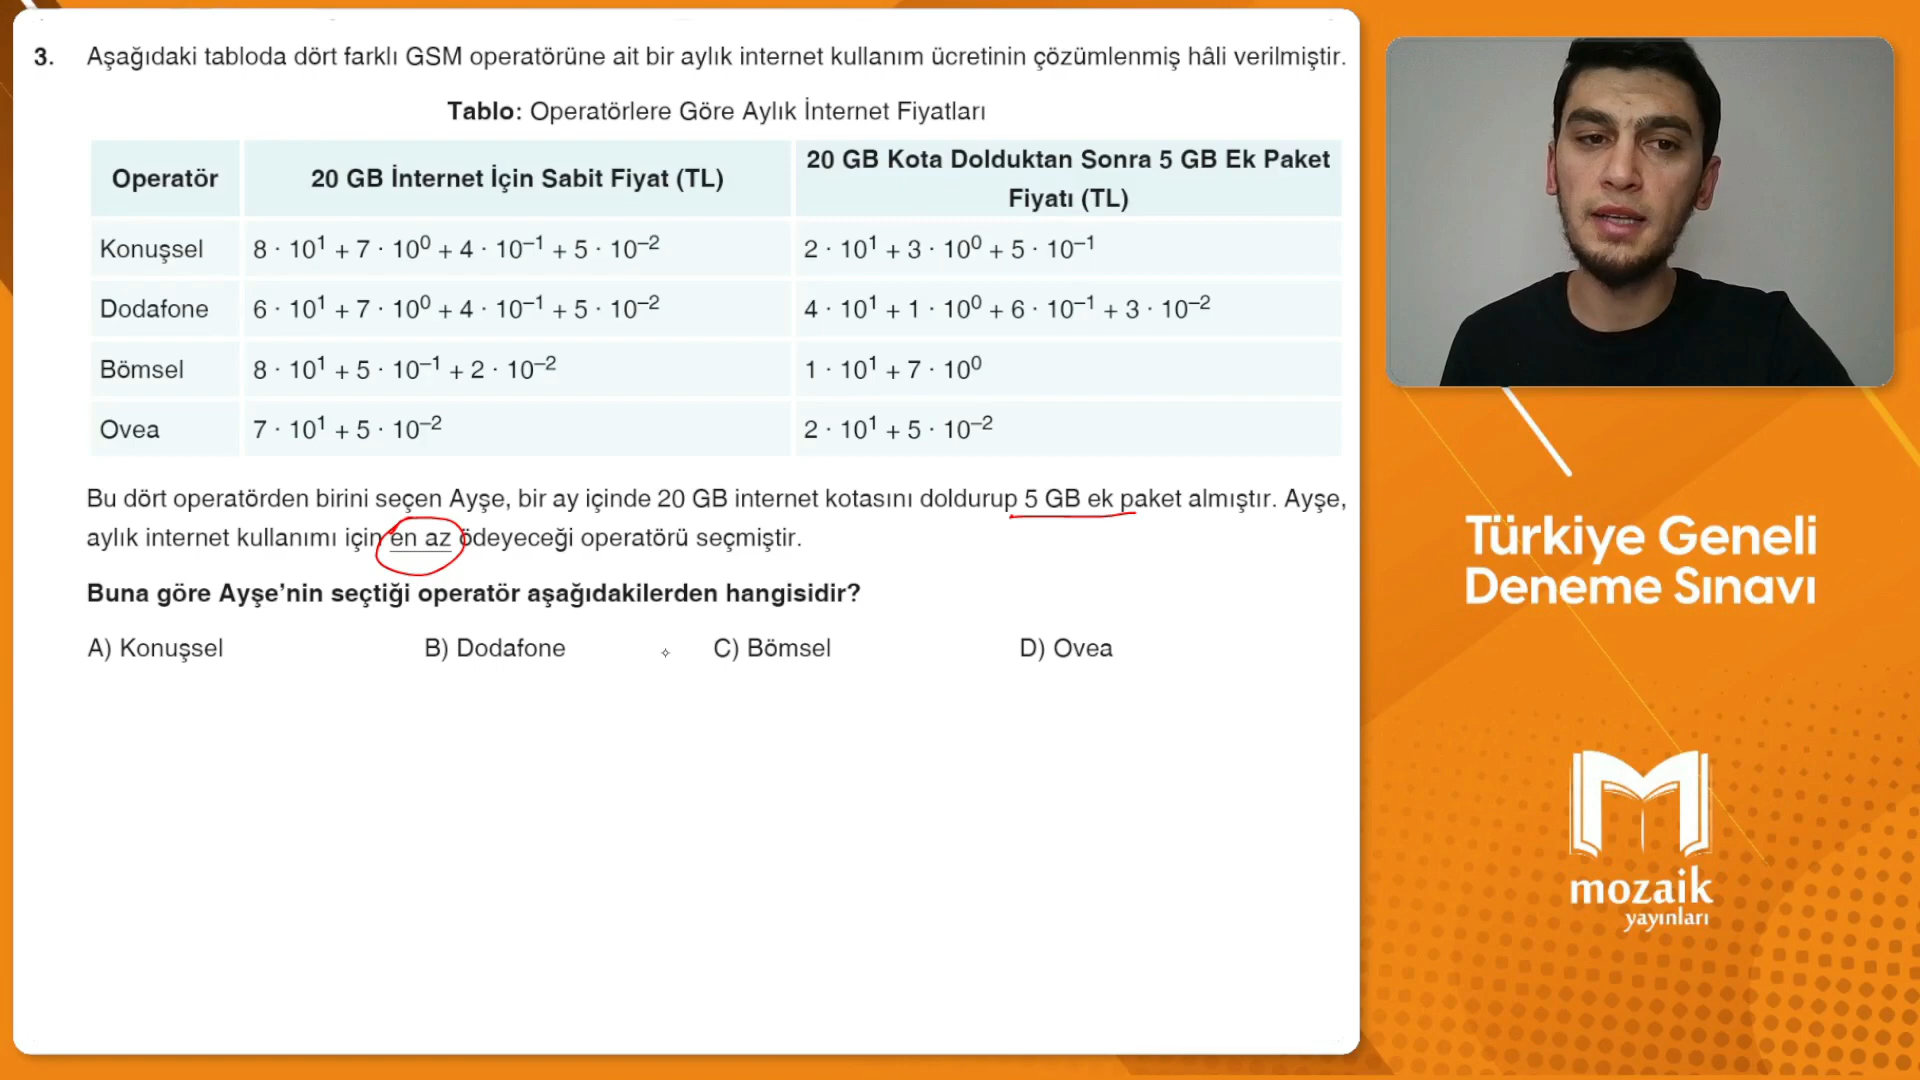 3. Aşağıdaki tabloda dört farklı GSM operatörüne ait bir aylık internet kullanım ücretinin çözümlenmiş hâli verilmiştir.
Tablo: Operatörlere Göre Aylık İnternet Fiyatları
Operatör | 20 GB İnternet İçin Sabit Fiyat (TL) | 20 GB Kota Dolduktan Sonra 5 GB Ek Paket Fiyatı (TL)
Konuşsel | 8 · 10¹ + 7 · 10⁰ + 4 · 10⁻¹ + 5 · 10⁻² | 2 · 10¹ + 3 · 10⁰ + 5 · 10⁻¹
Dodafone | 6 · 10¹ + 7 · 10⁰ + 4 · 10⁻¹ + 5 · 10⁻² | 4 · 10¹ + 1 · 10⁰ + 6 · 10⁻¹ + 3 · 10⁻²
Bömsel | 8 · 10¹ + 5 · 10⁻¹ + 2 · 10⁻² | 1 · 10¹ + 7 · 10⁰
Ovea | 7 · 10¹ + 5 · 10⁻² | 2 · 10¹ + 5 · 10⁻²
Bu dört operatörden birini seçen Ayşe, bir ay içinde 20 GB internet kotasını doldurup 5 GB ek paket almıştır. Ayşe,
aylık internet kullanımı için en az ödeyeceği operatörü seçmiştir.
Buna göre Ayşe’nin seçtiği operatör aşağıdakilerden hangisidir?
A) Konuşsel B) Dodafone C) Bömsel D) Ovea
Türkiye Geneli
Deneme Sınavı
mozaik
yayınları